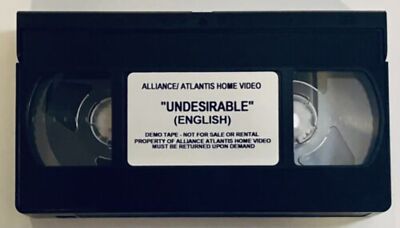 ALLIANCE/ ATLANTIS HOME VIDEO
"UNDESIRABLE"
(ENGLISH)
DEMO TAPE - NOT FOR SALE OR RENTAL
PROPERTY OF ALLIANCE ATLANTIS HOME VIDEO
MUST BE RETURNED UPON DEMAND